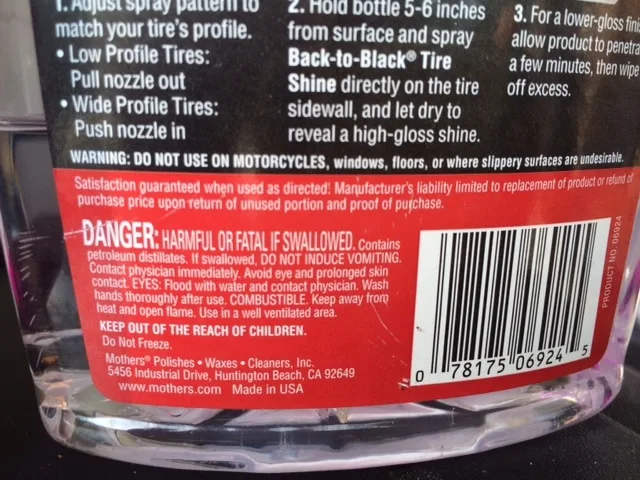 1. Adjust spray pattern to
match your tire's profile.
• Low Profile Tires:
Pull nozzle out
• Wide Profile Tires:
Push nozzle in
2. Hold bottle 5-6 inches
from surface and spray
Back-to-Black® Tire
Shine directly on the tire
sidewall, and let dry to
reveal a high-gloss shine.
3. For a lower-gloss
allow product to
a few minutes, then wipe
off excess.
WARNING: DO NOT USE ON MOTORCYCLES, windows, floors, or where slippery surfaces are undesirable.
Satisfaction guaranteed when used as directed. Manufacturer's liability limited to replacement of product or refund of
purchase price upon return of unused portion and proof of purchase.
DANGER: HARMFUL OR FATAL IF SWALLOWED. Contains
petroleum distillates. If swallowed, DO NOT INDUCE VOMITING.
Contact physician immediately. Avoid eye and prolonged skin
contact. EYES: Flood with water and contact physician. Wash
hands thoroughly after use. COMBUSTIBLE. Keep away from
heat and open flame. Use in a well ventilated area.
KEEP OUT OF THE REACH OF CHILDREN.
Do Not Freeze.
Mothers® Polishes • Waxes • Cleaners, Inc.
5456 Industrial Drive, Huntington Beach, CA 92649
www.mothers.com Made in USA
0 78175 06924 5
PRODUCT NO. 06924